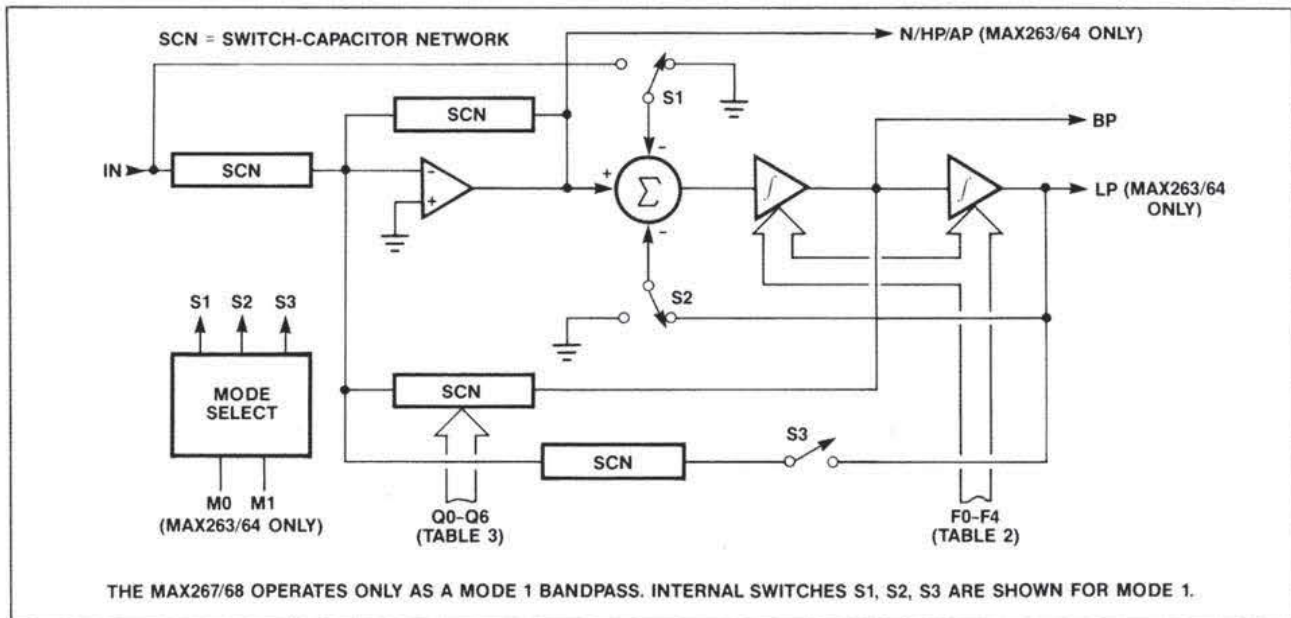 SCN = SWITCH-CAPACITOR NETWORK
N/HP/AP (MAX263/64 ONLY)
S1
SCN
BP
IN
SCN
-
+
-
+
Σ
-
∫
∫
LP (MAX263/64
ONLY)
S2
S1 S2 S3
MODE
SELECT
SCN
S3
SCN
M0 M1
(MAX263/64 ONLY)
Q0-Q6
(TABLE 3)
F0-F4
(TABLE 2)
THE MAX267/68 OPERATES ONLY AS A MODE 1 BANDPASS. INTERNAL SWITCHES S1, S2, S3 ARE SHOWN FOR MODE 1.